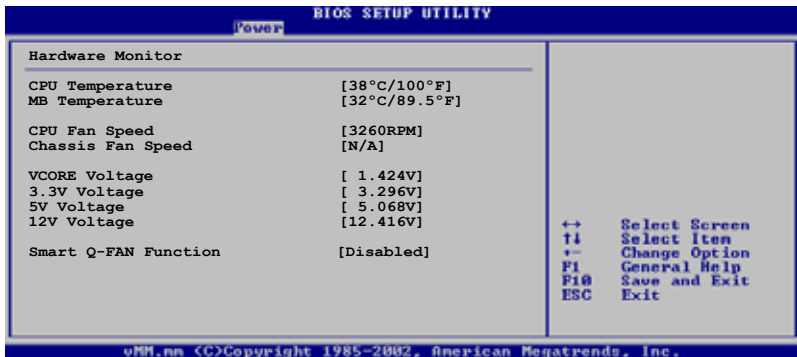 BIOS SETUP UTILITY
Power
Hardware Monitor
CPU Temperature [38°C/100°F]
MB Temperature [32°C/89.5°F]
CPU Fan Speed [3260RPM]
Chassis Fan Speed [N/A]
VCORE Voltage [ 1.424V]
3.3V Voltage [ 3.296V]
5V Voltage [ 5.068V]
12V Voltage [12.416V]
Smart Q-FAN Function [Disabled]
↔ Select Screen
↑↓ Select Item
+- Change Option
F1 General Help
F10 Save and Exit
ESC Exit
vMM.mm (C)Copyright 1985-2002, American Megatrends, Inc.